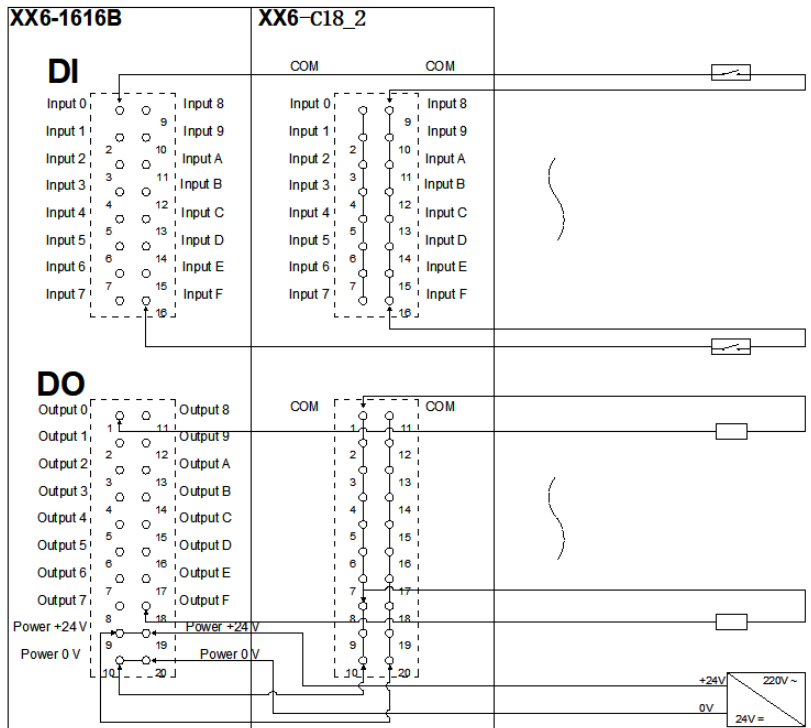 XX6-1616B XX6-C18_2
DI COM COM
Input 0 Input 8 Input 0 Input 8
9 9
Input 1 Input 9 Input 1 Input 9
2 10 2 10
Input 2 Input A Input 2 Input A
3 11 3 11
Input 3 Input B Input 3 Input B
4 12 4 12
Input 4 Input C Input 4 Input C
5 13 5 13
Input 5 Input D Input 5 Input D
6 14 6 14
Input 6 Input E Input 6 Input E
7 15 7 15
Input 7 Input F Input 7 Input F
16 16
DO
Output 0 Output 8 COM COM
1 11 1 11
Output 1 Output 9
2 12 2 12
Output 2 Output A
3 13 3 13
Output 3 Output B
4 14 4 14
Output 4 Output C
5 15 5 15
Output 5 Output D
6 16 6 16
Output 6 Output E
7 17 7 17
Output 7 Output F
8 18 8 18
Power +24 V Power +24 V
9 19 9 19
Power 0 V Power 0 V
10 20 10 20
+24V 220V ~
0V 24V =